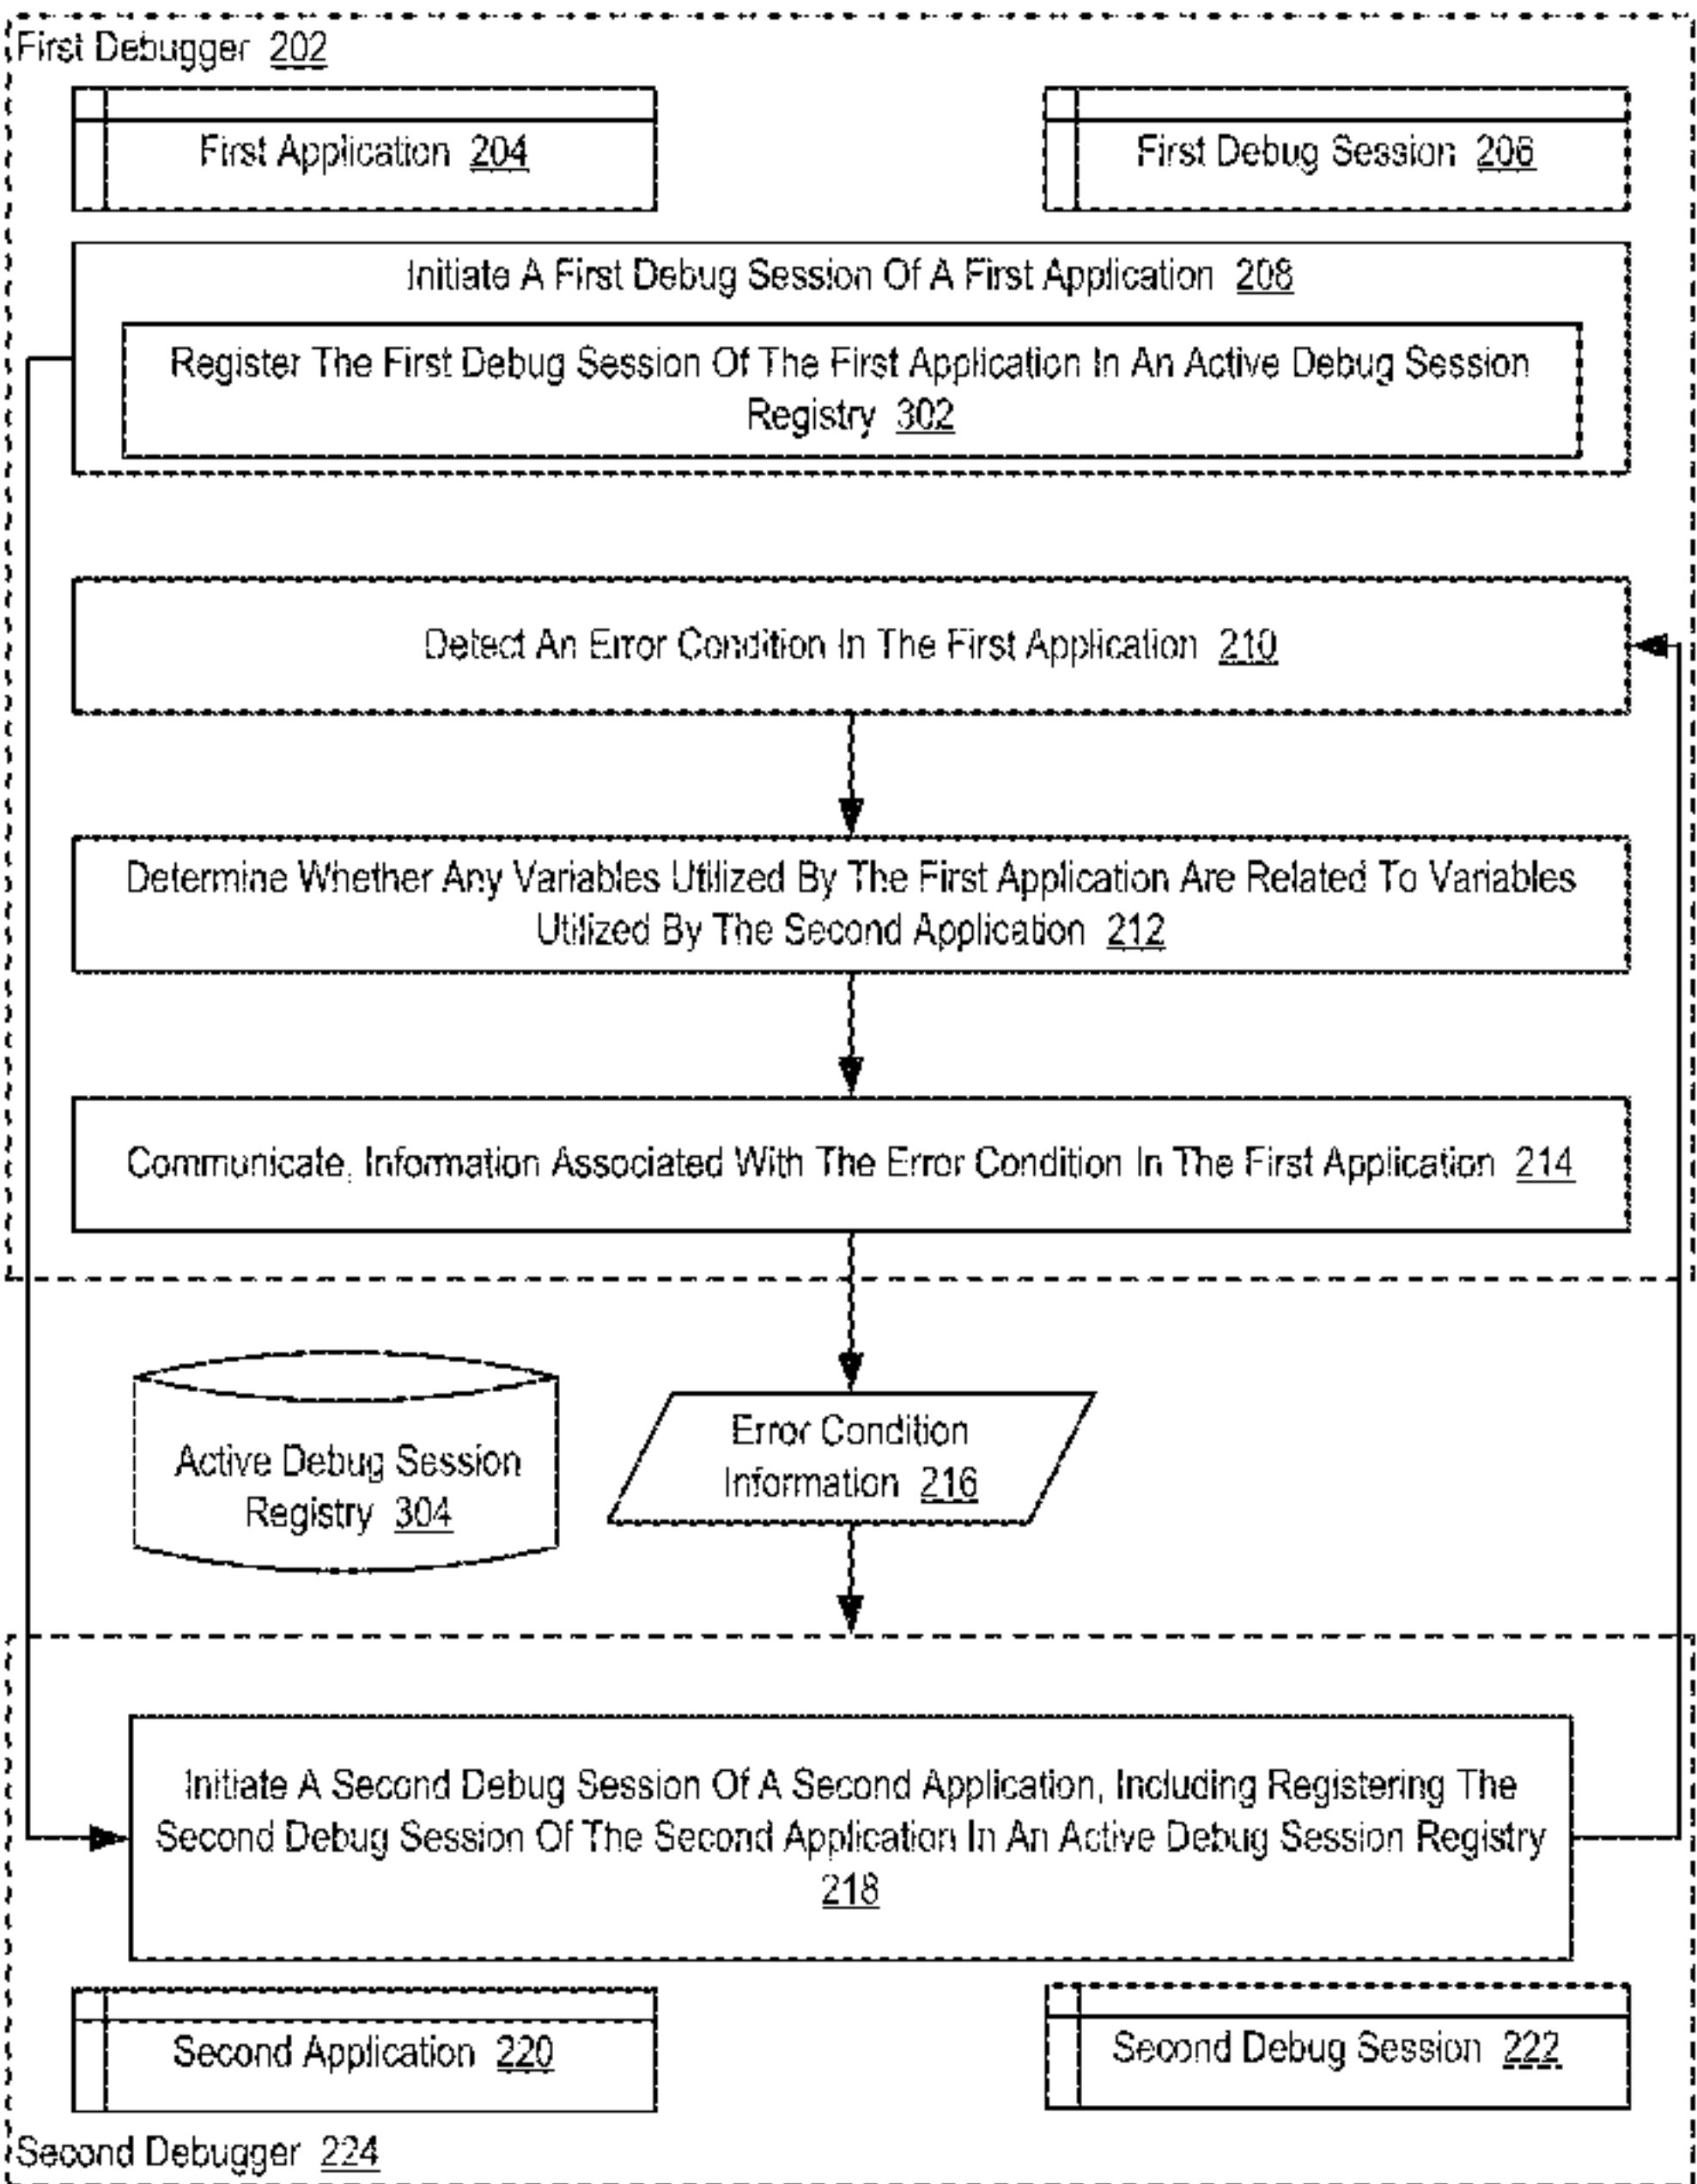 First Debugger 202
First Application 204
First Debug Session 206
Initiate A First Debug Session Of A First Application 208
Register The First Debug Session Of The First Application In An Active Debug Session
Registry 302
Detect An Error Condition In The First Application 210
Determine Whether Any Variables Utilized By The First Application Are Related To Variables
Utilized By The Second Application 212
Communicate, Information Associated With The Error Condition In The First Application 214
Active Debug Session
Registry 304
Error Condition
Information 216
Initiate A Second Debug Session Of A Second Application, Including Registering The
Second Debug Session Of The Second Application In An Active Debug Session Registry
218
Second Application 220
Second Debug Session 222
Second Debugger 224